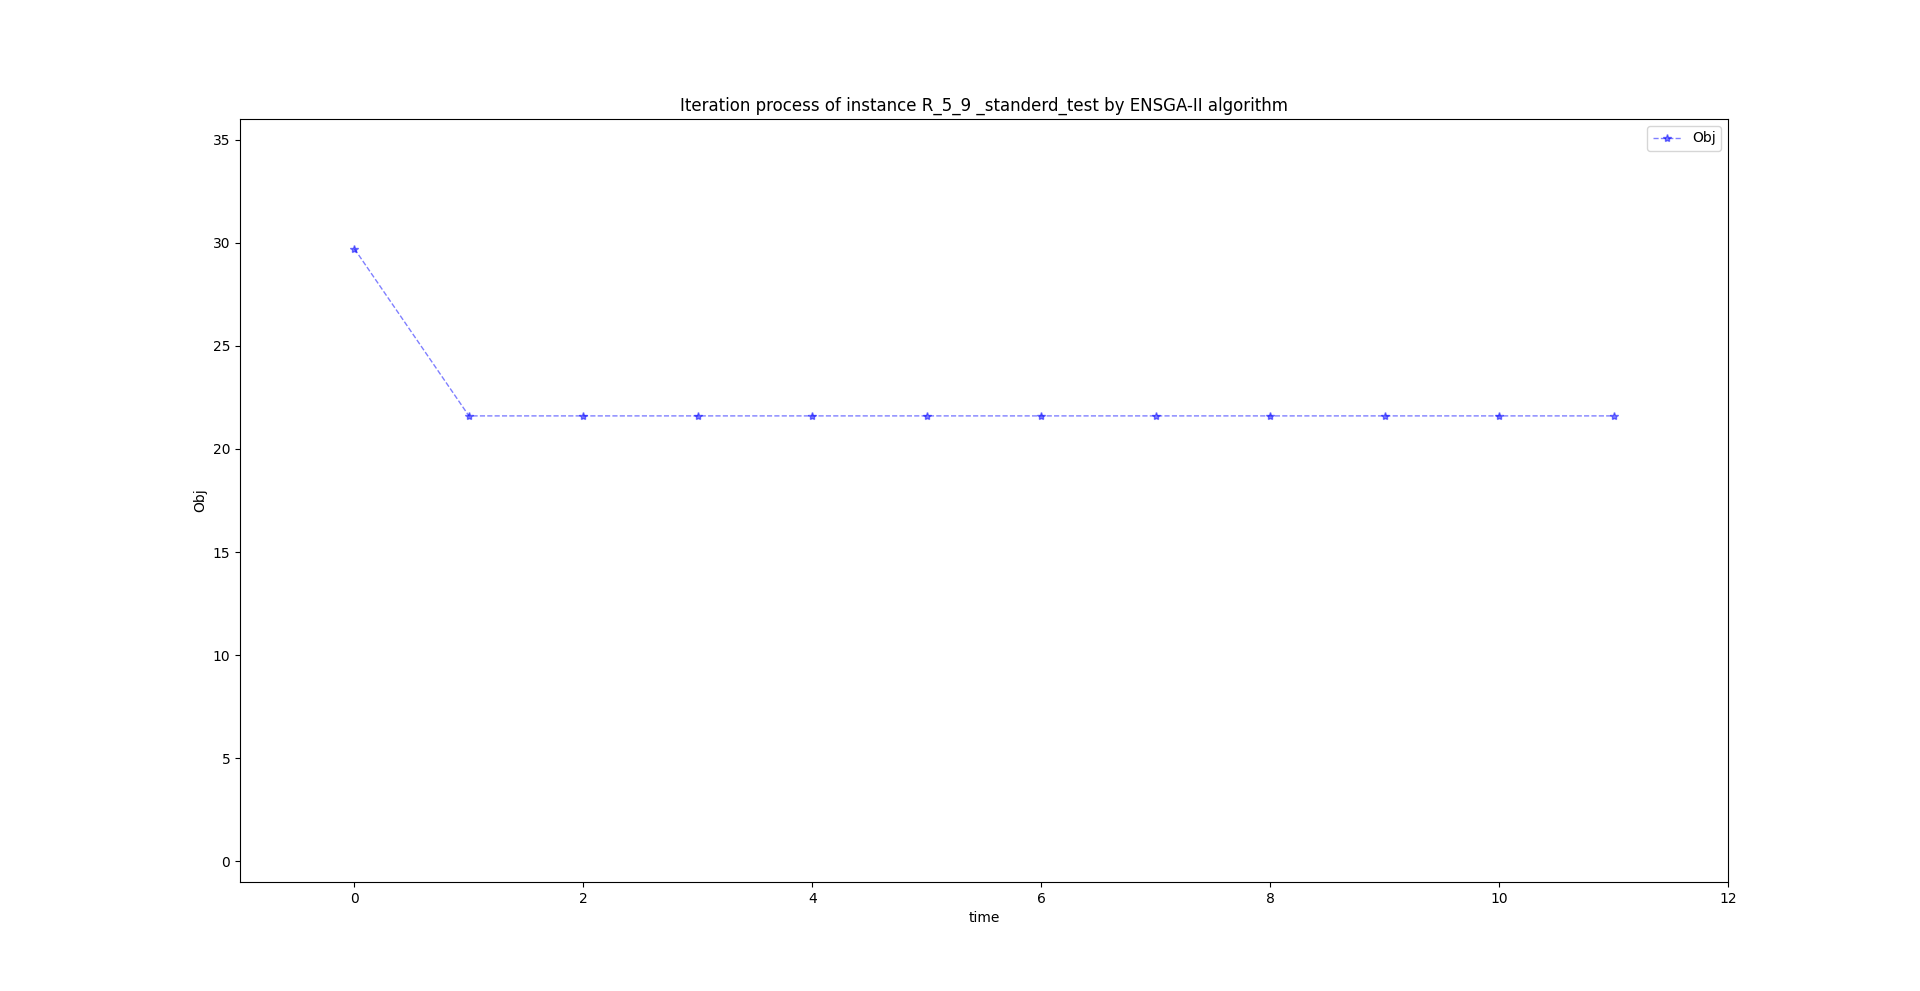 Iteration process of instance R_5_9 _standerd_test by ENSGA-II algorithm
Obj
35
30
25
20
15
10
5
0
Obj
0 2 4 6 8 10 12
time